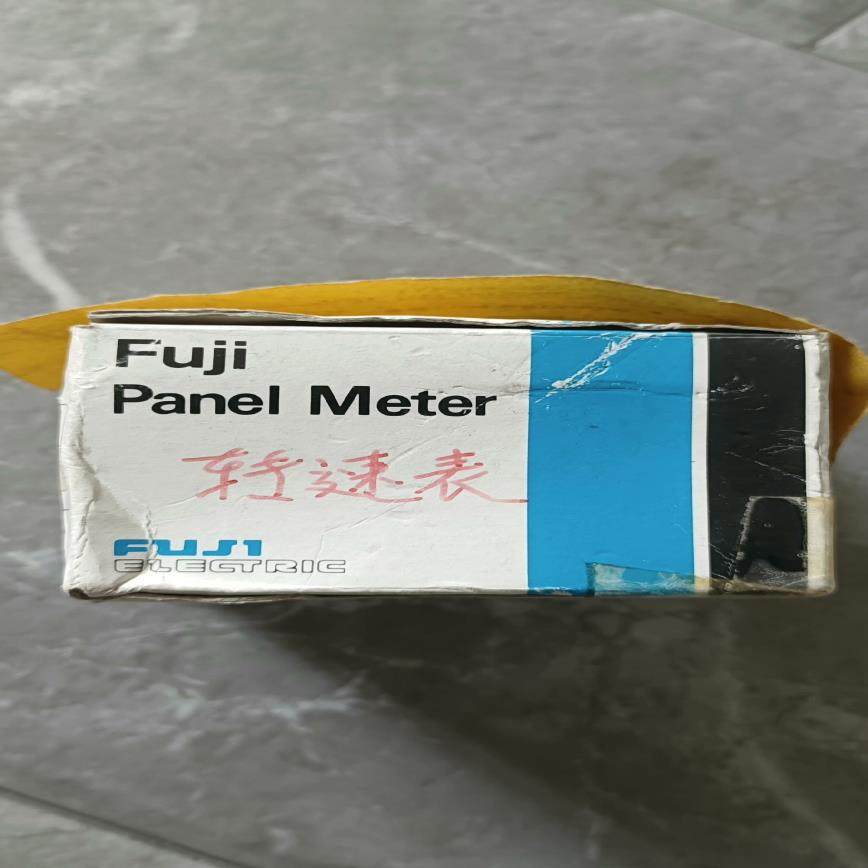 Fuji
Panel Meter
转速表
FUJI
ELECTRIC